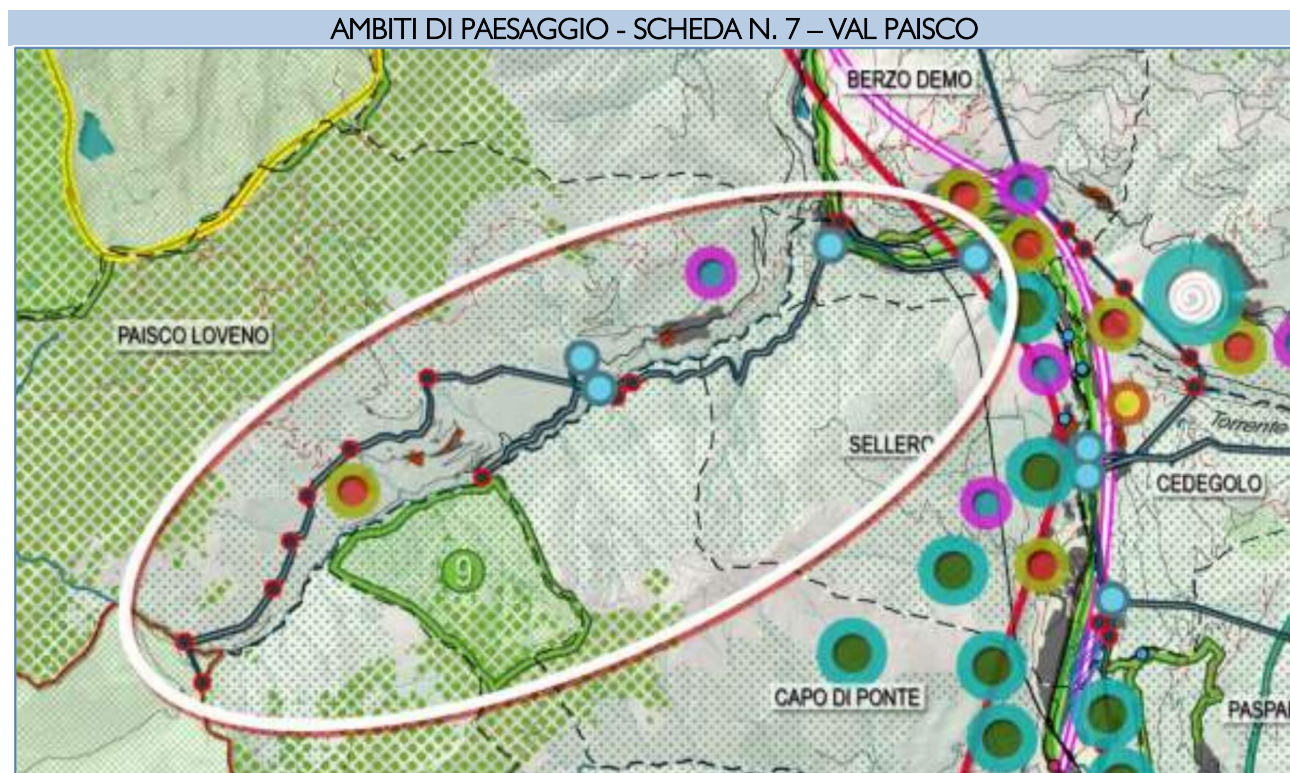 AMBITI DI PAESAGGIO - SCHEDA N. 7 – VAL PAISCO
BERZO DEMO
PAISCO LOVENO
Torrente
SELLERO
CEDEGOLO
9
CAPO DI PONTE
PASPA